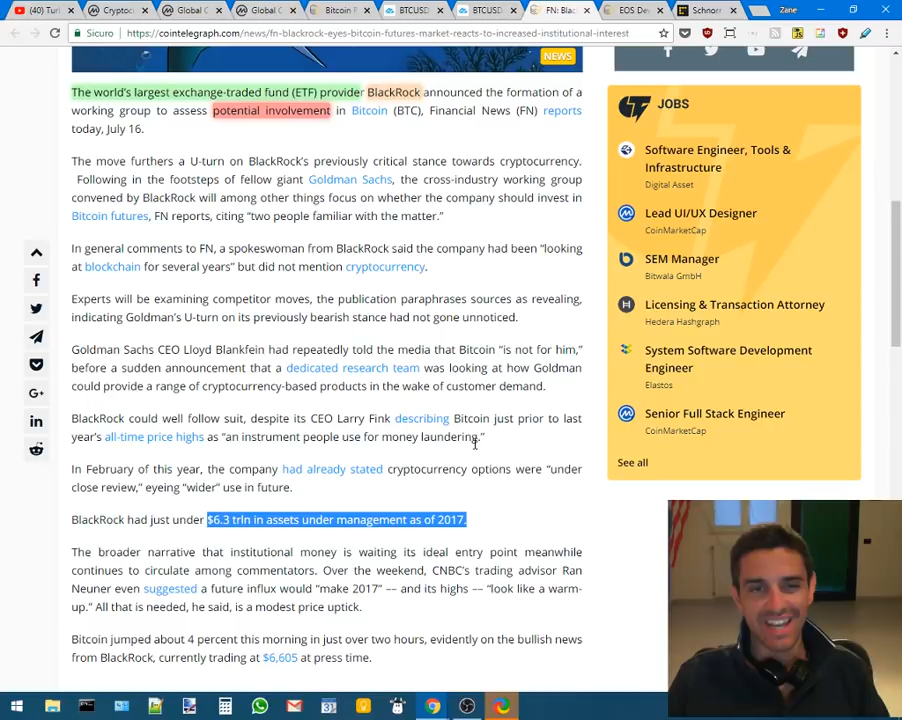 (40) Turi
Cryptoc
Global C
Global C
Bitcoin F
BTCUSD
BTCUSD
FN: Blac
EOS Dev
Schnorr
Zane
Sicuro
https://cointelegraph.com/news/fn-blackrock-eyes-bitcoin-futures-market-reacts-to-increased-institutional-interest
NEWS
The world's largest exchange-traded fund (ETF) provider BlackRock announced the formation of a
working group to assess potential involvement in Bitcoin (BTC), Financial News (FN) reports
today, July 16.
The move furthers a U-turn on BlackRock's previously critical stance towards cryptocurrency.
Following in the footsteps of fellow giant Goldman Sachs, the cross-industry working group
convened by BlackRock will among other things focus on whether the company should invest in
Bitcoin futures, FN reports, citing “two people familiar with the matter.”
In general comments to FN, a spokeswoman from BlackRock said the company had been “looking
at blockchain for several years” but did not mention cryptocurrency.
Experts will be examining competitor moves, the publication paraphrases sources as revealing,
indicating Goldman's U-turn on its previously bearish stance had not gone unnoticed.
Goldman Sachs CEO Lloyd Blankfein had repeatedly told the media that Bitcoin “is not for him,”
before a sudden announcement that a dedicated research team was looking at how Goldman
could provide a range of cryptocurrency-based products in the wake of customer demand.
BlackRock could well follow suit, despite its CEO Larry Fink describing Bitcoin just prior to last
year's all-time price highs as “an instrument people use for money laundering.”
In February of this year, the company had already stated cryptocurrency options were “under
close review,” eyeing “wider” use in future.
BlackRock had just under $6.3 trln in assets under management as of 2017.
The broader narrative that institutional money is waiting its ideal entry point meanwhile
continues to circulate among commentators. Over the weekend, CNBC's trading advisor Ran
Neuner even suggested a future influx would “make 2017” –– and its highs –– “look like a warm-
up.” All that is needed, he said, is a modest price uptick.
Bitcoin jumped about 4 percent this morning in just over two hours, evidently on the bullish news
from BlackRock, currently trading at $6,605 at press time.
JOBS
Software Engineer, Tools &
Infrastructure
Digital Asset
Lead UI/UX Designer
CoinMarketCap
SEM Manager
Bitwala GmbH
Licensing & Transaction Attorney
Hedera Hashgraph
System Software Development
Engineer
Elastos
Senior Full Stack Engineer
CoinMarketCap
See all